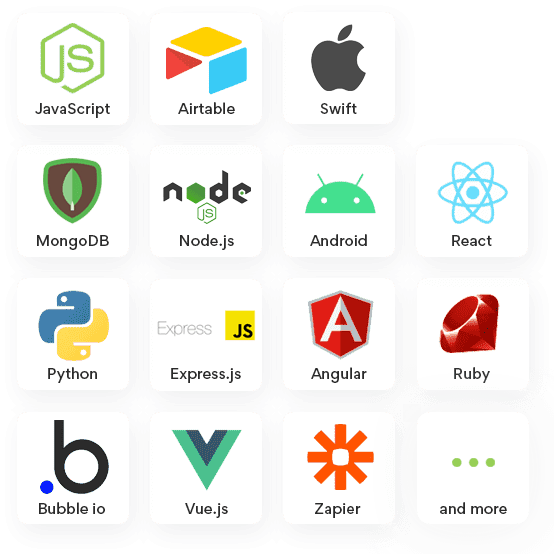 JS
JavaScript
Airtable
Swift
MongoDB
node
JS
Node.js
Android
React
Python
Express
JS
Express.js
A
Angular
Ruby
.b
Bubble io
Vue.js
Zapier
and more